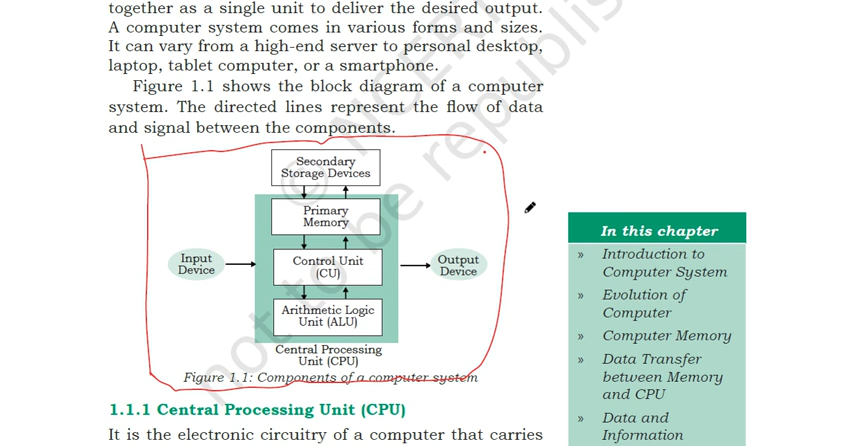 together as a single unit to deliver the desired output.
A computer system comes in various forms and sizes.
It can vary from a high-end server to personal desktop,
laptop, tablet computer, or a smartphone.
Figure 1.1 shows the block diagram of a computer
system. The directed lines represent the flow of data
and signal between the components.
Secondary
Storage Devices
Primary
Memory
Input
Device
Control Unit
(CU)
Output
Device
Arithmetic Logic
Unit (ALU)
Central Processing
Unit (CPU)
Figure 1.1: Components of a computer system
1.1.1 Central Processing Unit (CPU)
It is the electronic circuitry of a computer that carries
In this chapter
» Introduction to
Computer System
» Evolution of
Computer
» Computer Memory
» Data Transfer
between Memory
and CPU
» Data and
Information
© NCERT
not to be republis